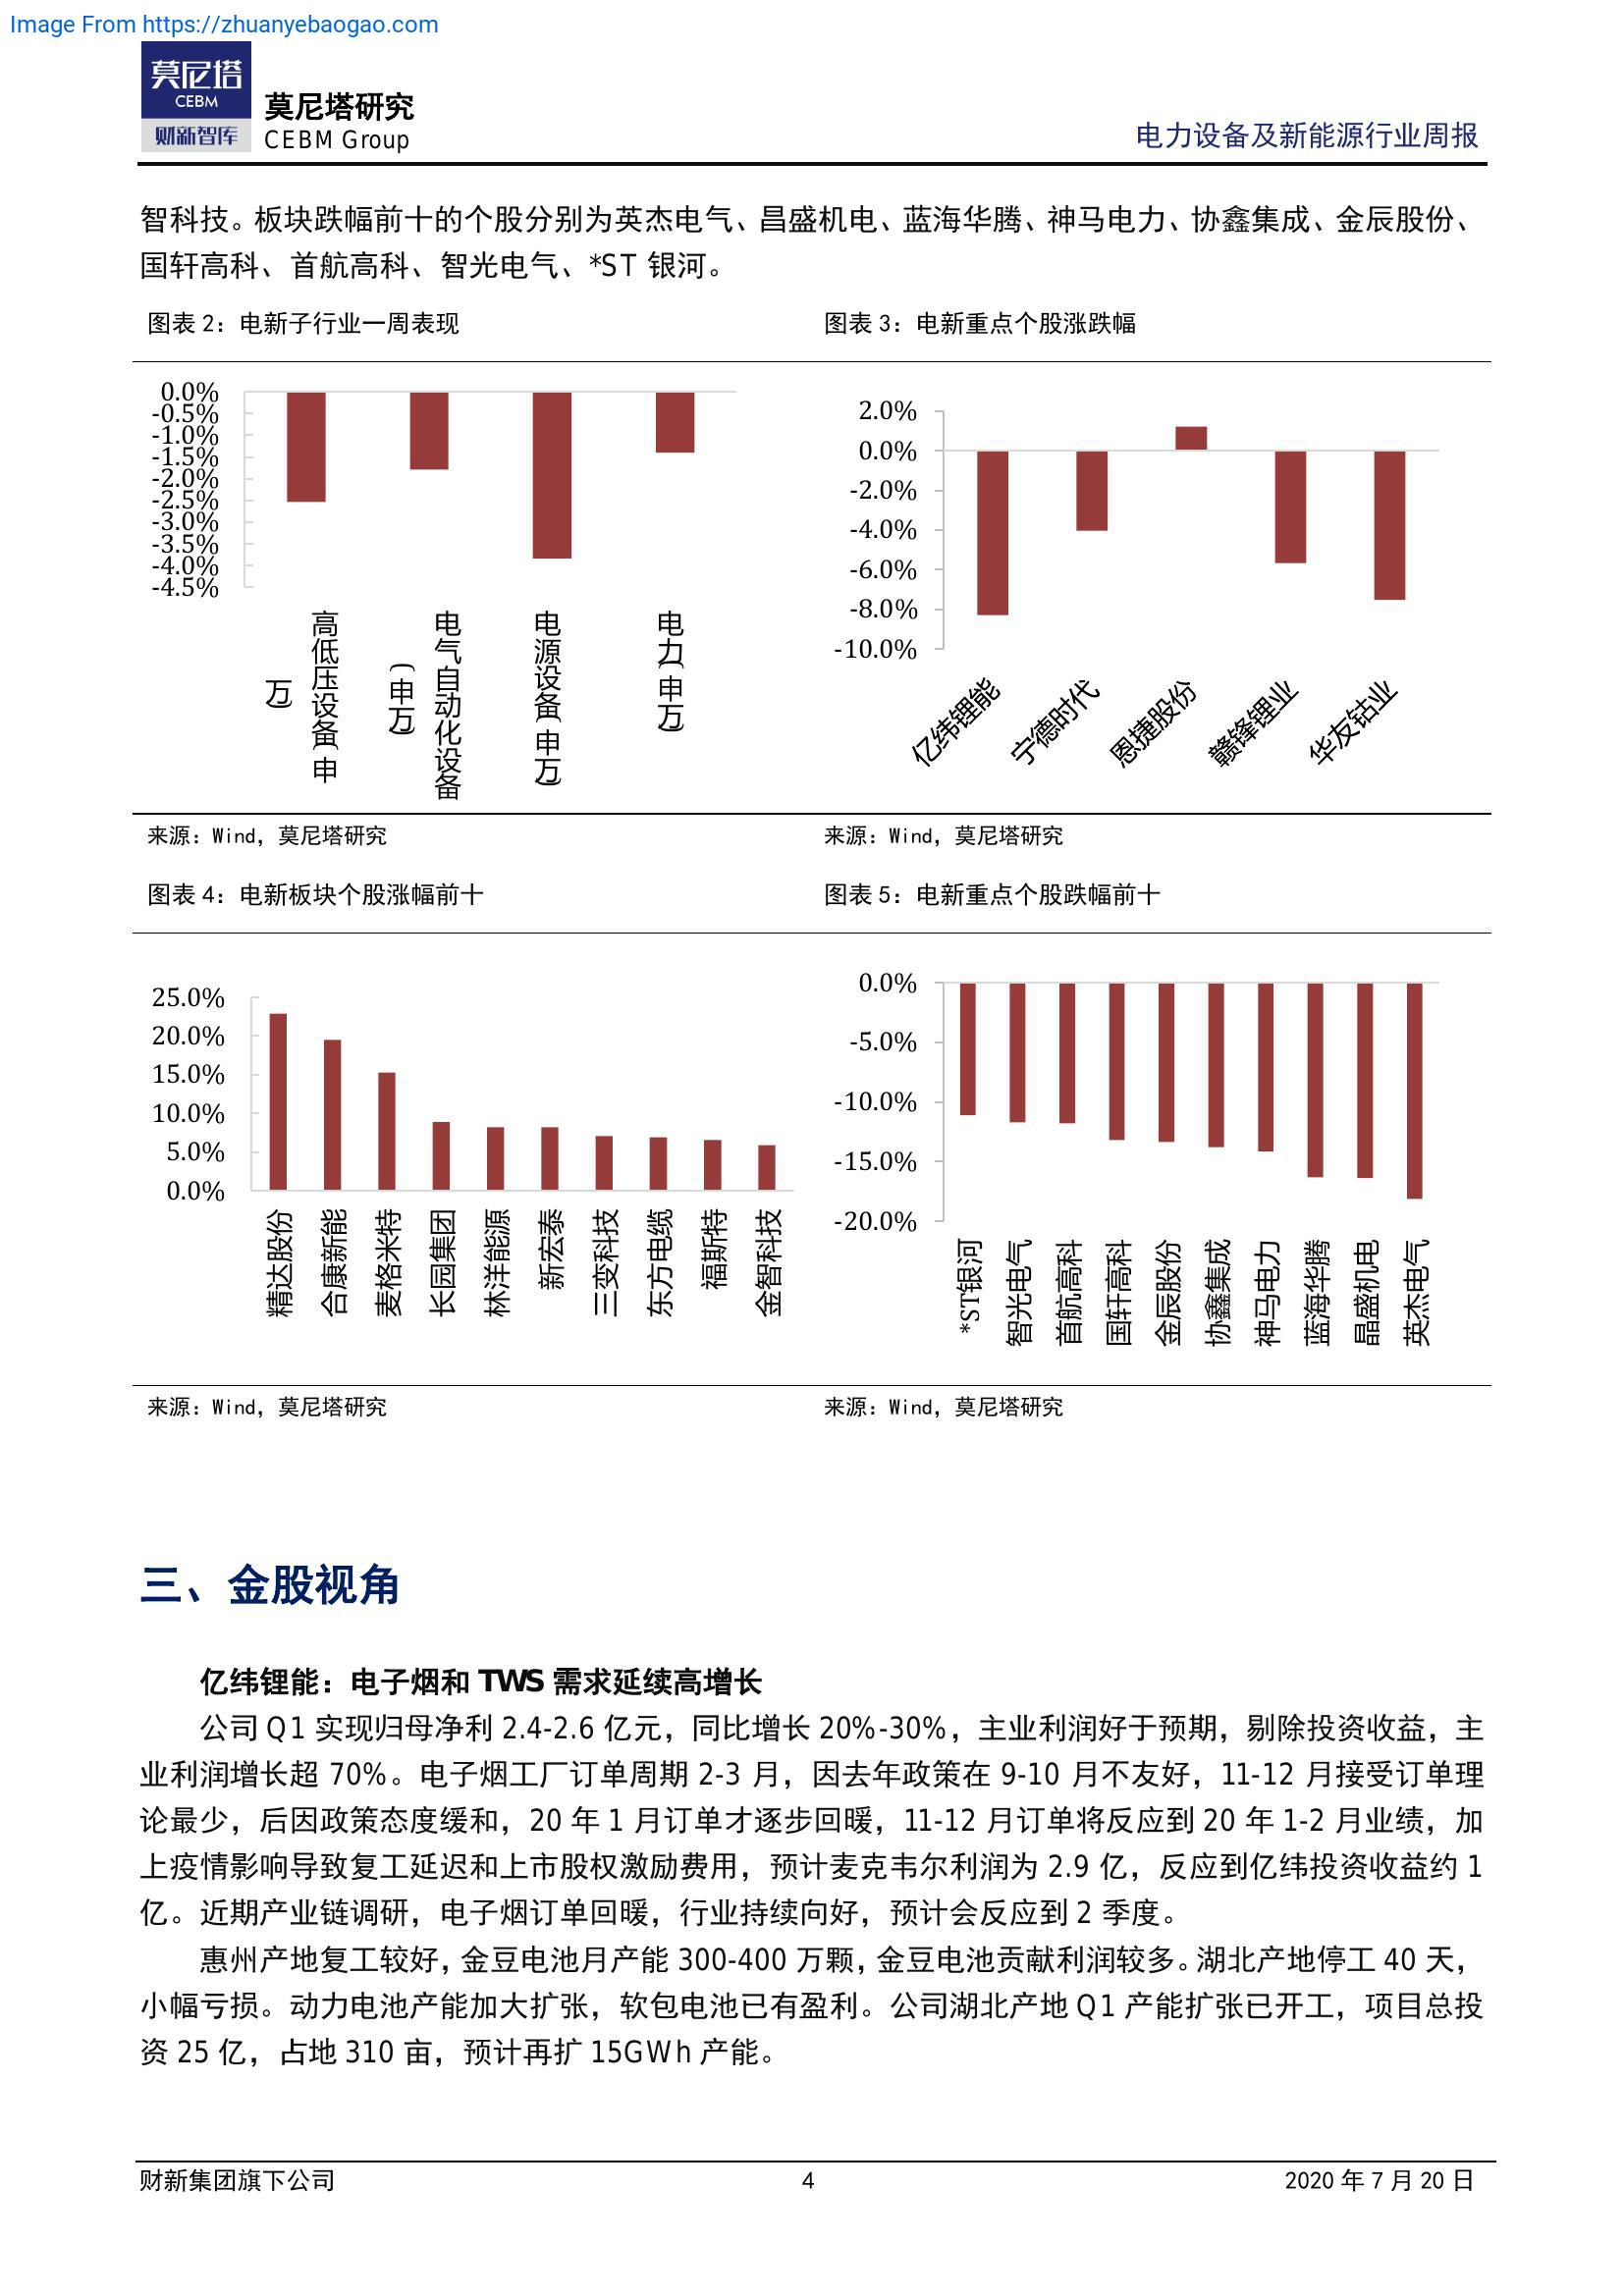 Image From https://zhuanyebaogao.com
莫尼塔
CEBM
财新智库
莫尼塔研究
CEBM Group
电力设备及新能源行业周报
智科技。板块跌幅前十的个股分别为英杰电气、昌盛机电、蓝海华腾、神马电力、协鑫集成、金辰股份、
国轩高科、首航高科、智光电气、*ST 银河。
图表 2：电新子行业一周表现
0.0%
-0.5%
-1.0%
-1.5%
-2.0%
-2.5%
-3.0%
-3.5%
-4.0%
-4.5%
高低压设备(申万)
电气自动化设备(申万)
电源设备(申万)
电力(申万)
来源：Wind，莫尼塔研究
图表 3：电新重点个股涨跌幅
2.0%
0.0%
-2.0%
-4.0%
-6.0%
-8.0%
-10.0%
亿纬锂能
宁德时代
恩捷股份
赣锋锂业
华友钴业
来源：Wind，莫尼塔研究
图表 4：电新板块个股涨幅前十
25.0%
20.0%
15.0%
10.0%
5.0%
0.0%
精达股份
合康新能
麦格米特
长园集团
林洋能源
新宏泰
三变科技
东方电缆
福斯特
金智科技
来源：Wind，莫尼塔研究
图表 5：电新重点个股跌幅前十
0.0%
-5.0%
-10.0%
-15.0%
-20.0%
*ST银河
智光电气
首航高科
国轩高科
金辰股份
协鑫集成
神马电力
蓝海华腾
晶盛机电
英杰电气
来源：Wind，莫尼塔研究
三、金股视角
亿纬锂能：电子烟和 TWS 需求延续高增长
公司 Q1 实现归母净利 2.4-2.6 亿元，同比增长 20%-30%，主业利润好于预期，剔除投资收益，主
业利润增长超 70%。电子烟工厂订单周期 2-3 月，因去年政策在 9-10 月不友好，11-12 月接受订单理
论最少，后因政策态度缓和，20 年 1 月订单才逐步回暖，11-12 月订单将反应到 20 年 1-2 月业绩，加
上疫情影响导致复工延迟和上市股权激励费用，预计麦克韦尔利润为 2.9 亿，反应到亿纬投资收益约 1
亿。近期产业链调研，电子烟订单回暖，行业持续向好，预计会反应到 2 季度。
惠州产地复工较好，金豆电池月产能 300-400 万颗，金豆电池贡献利润较多。湖北产地停工 40 天，
小幅亏损。动力电池产能加大扩张，软包电池已有盈利。公司湖北产地 Q1 产能扩张已开工，项目总投
资 25 亿，占地 310 亩，预计再扩 15GWh 产能。
财新集团旗下公司
4
2020 年 7 月 20 日